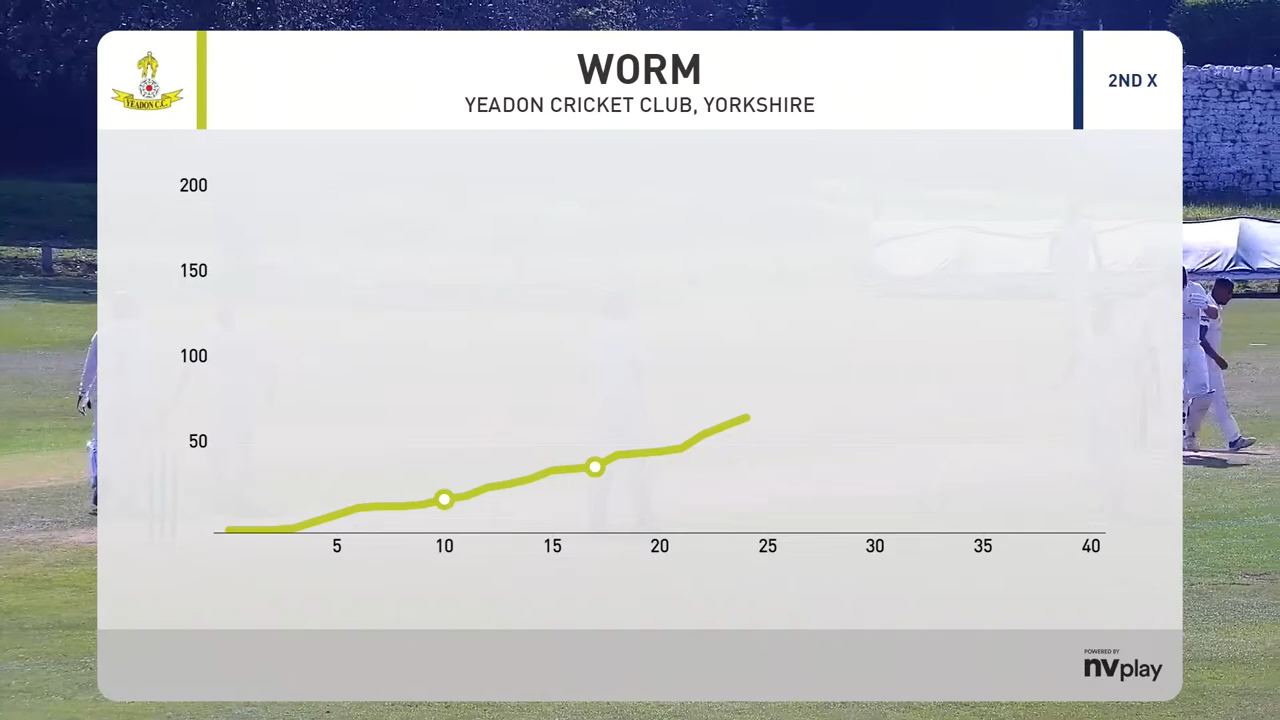 WORM
YEADON CRICKET CLUB, YORKSHIRE
2ND X
YEADON C.C.
200
150
100
50
5 10 15 20 25 30 35 40
POWERED BY
nvplay